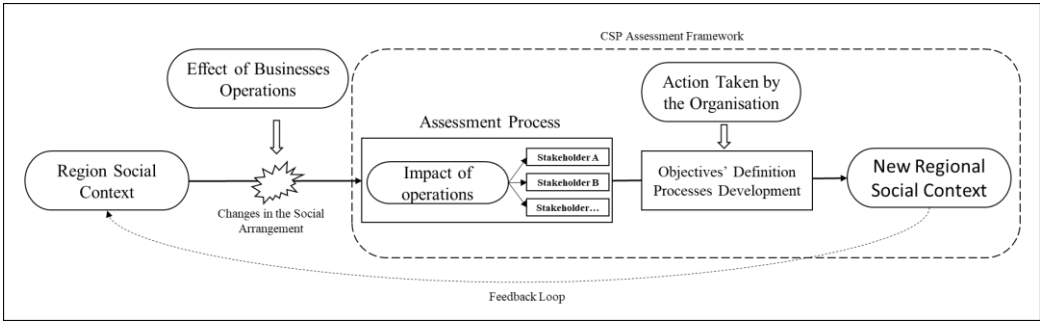 CSP Assessment Framework
Effect of Businesses
Operations
Action Taken by
the Organisation
Assessment Process
Region Social
Context
Changes in the Social
Arrangement
Impact of
operations
Stakeholder A
Stakeholder B
Stakeholder...
Objectives' Definition
Processes Development
New Regional
Social Context
Feedback Loop